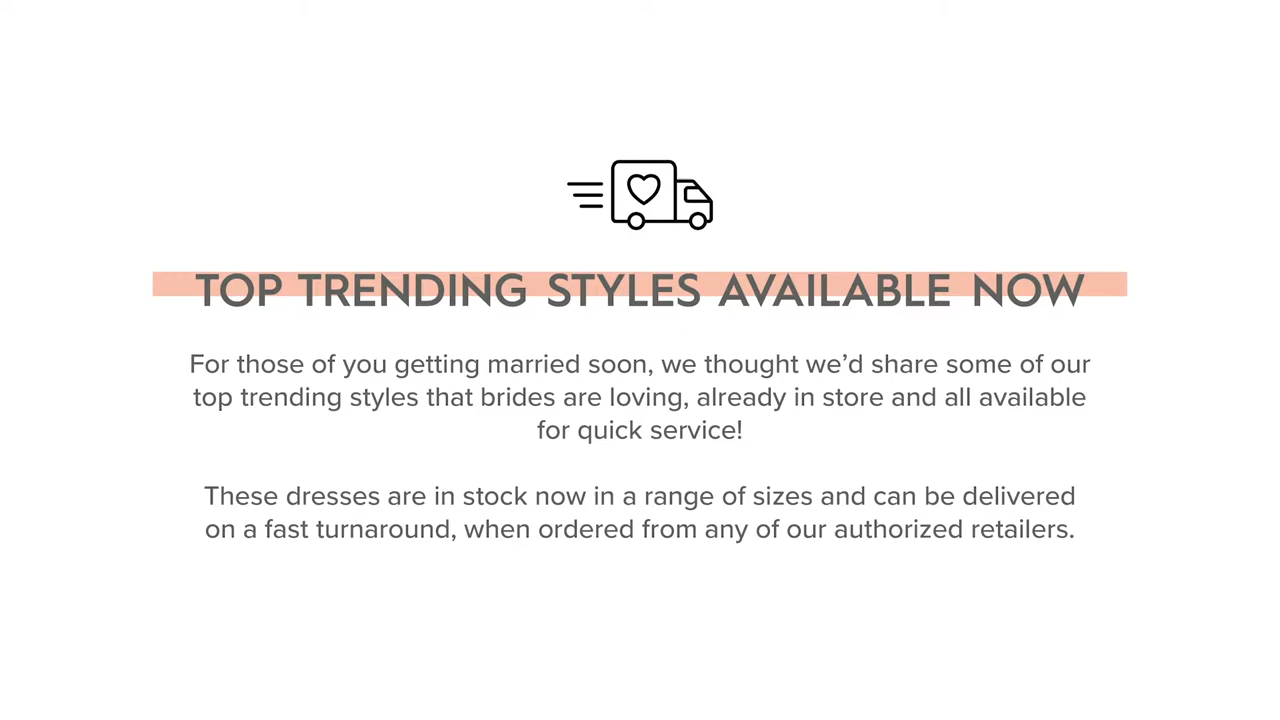 TOP TRENDING STYLES AVAILABLE NOW
For those of you getting married soon, we thought we’d share some of our
top trending styles that brides are loving, already in store and all available
for quick service!
These dresses are in stock now in a range of sizes and can be delivered
on a fast turnaround, when ordered from any of our authorized retailers.